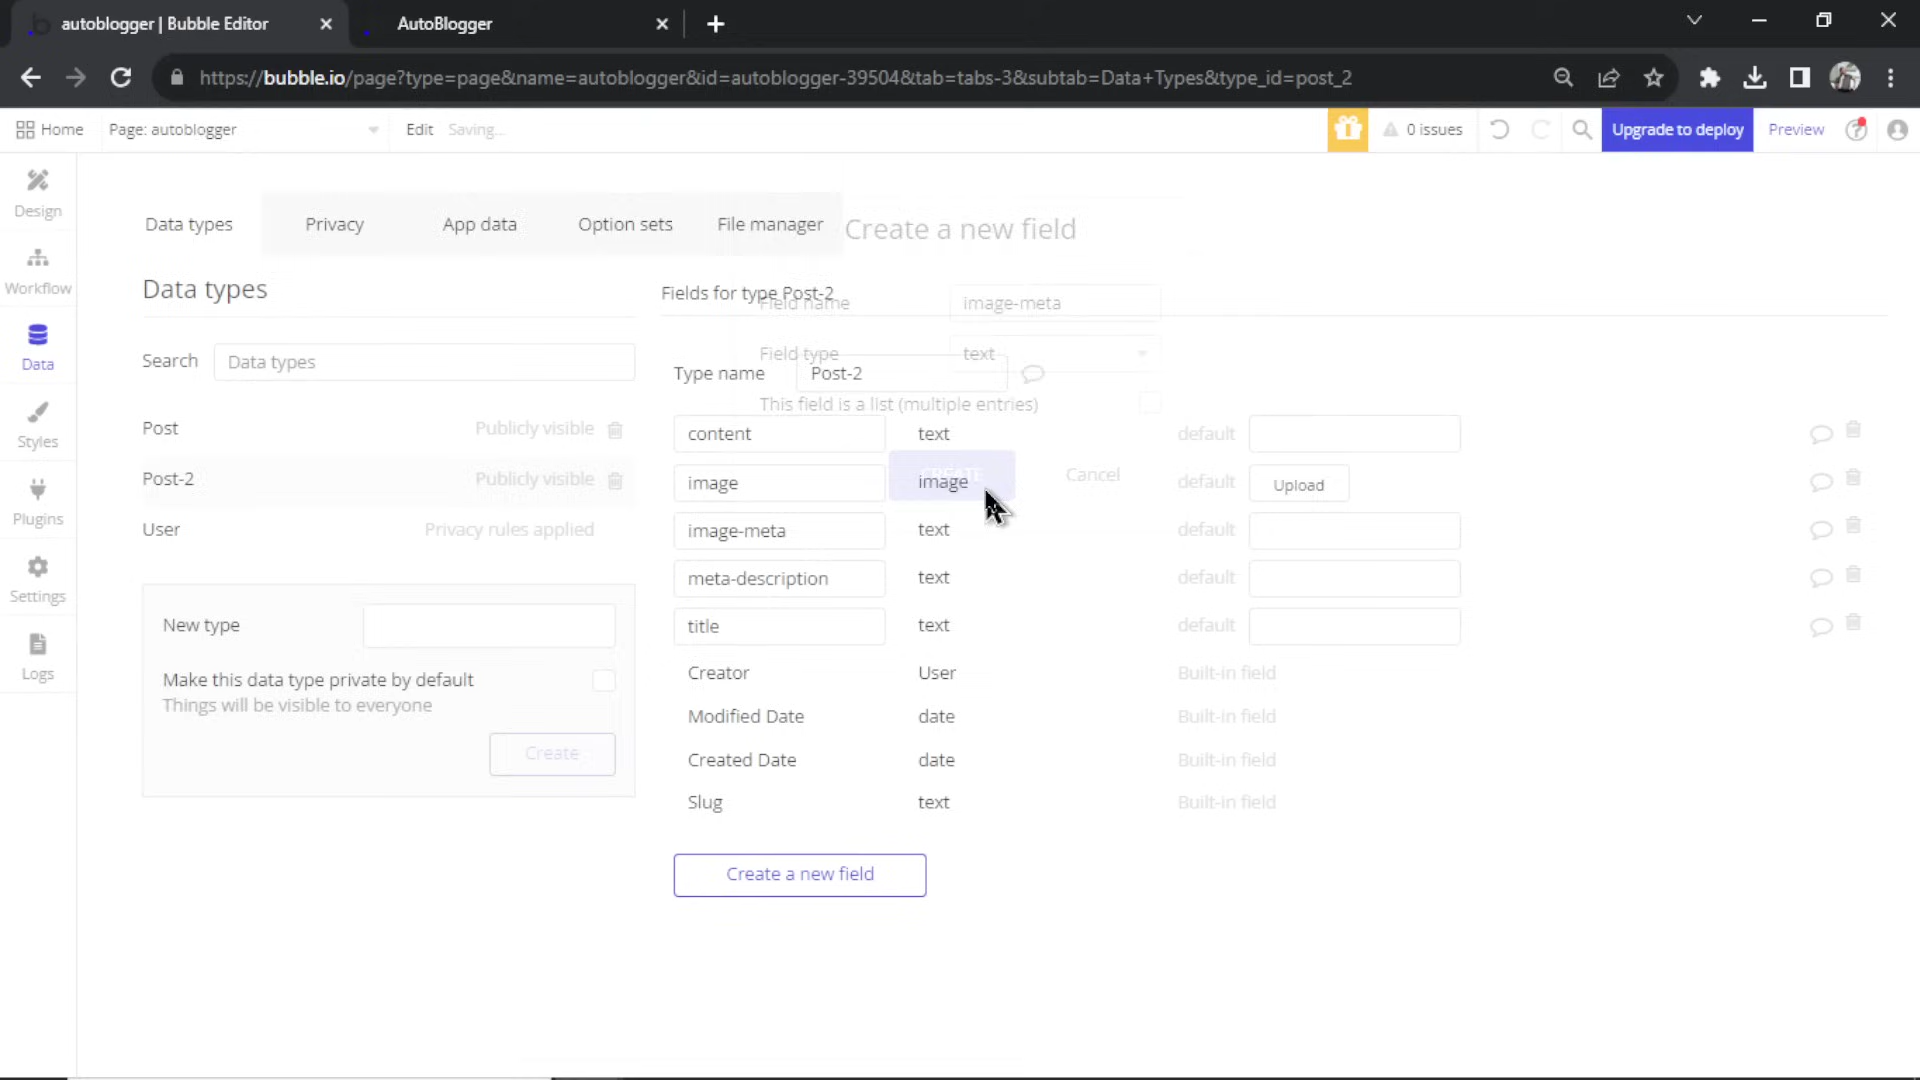 autoblogger | Bubble Editor
AutoBlogger
https://bubble.io/page?type=page&name=autoblogger&id=autoblogger-39504&tab=tabs-3&subtab=Data+Types&type_id=post_2
Home
Page: autoblogger
Edit
Saving...
0 issues
Upgrade to deploy
Preview
Design
Workflow
Data
Styles
Plugins
Settings
Logs
Data types
Privacy
App data
Option sets
File manager
Create a new field
Data types
Fields for type Post-2
Field name
image-meta
Search
Data types
Field type
text
Type name
Post-2
This field is a list (multiple entries)
Post
Publicly visible
content
text
default
CREATE
Cancel
Post-2
Publicly visible
image
image
default
Upload
User
Privacy rules applied
image-meta
text
default
meta-description
text
default
New type
title
text
default
Make this data type private by default
Things will be visible to everyone
Create
Creator
User
Built-in field
Modified Date
date
Built-in field
Created Date
date
Built-in field
Slug
text
Built-in field
Create a new field